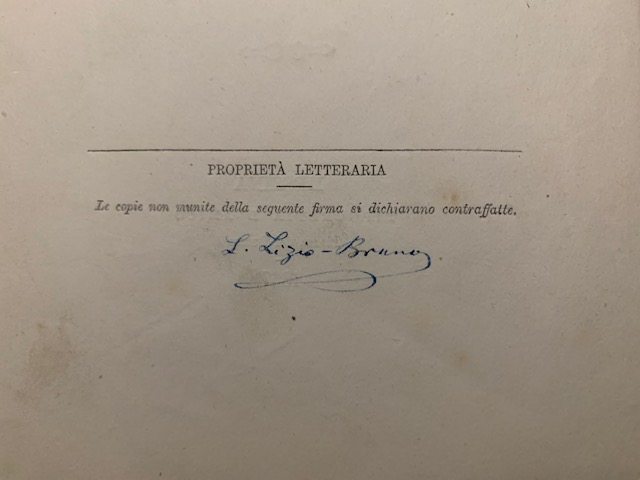 PROPRIETÀ LETTERARIA
Le copie non munite della seguente firma si dichiarano contraffatte.
L. Lizio-Bruno